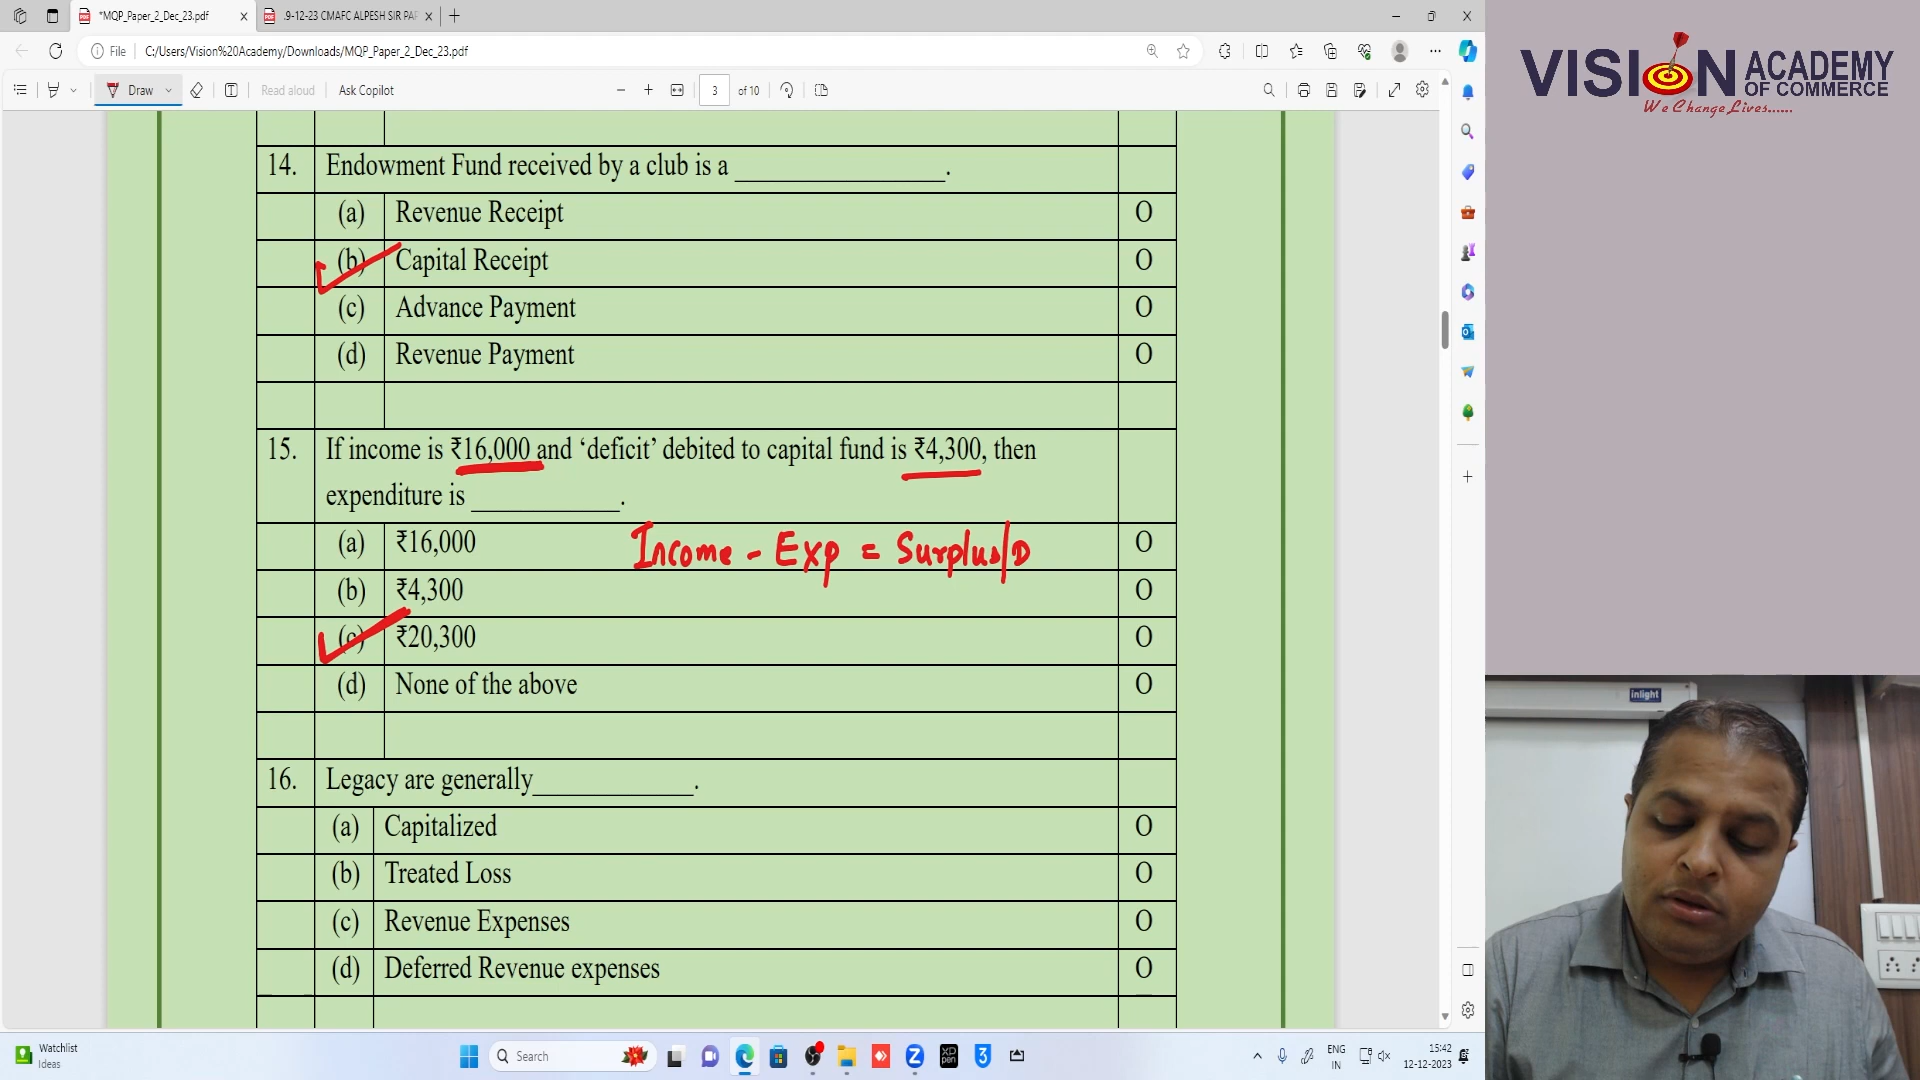 *MQP_Paper_2_Dec_23.pdf
.9-12-23 CMAFC ALPESH SIR PAP
File C:/Users/Vision%20Academy/Downloads/MQP_Paper_2_Dec_23.pdf
Draw Read aloud Ask Copilot 3 of 10
VISION ACADEMY OF COMMERCE
We Change Lives......
14. Endowment Fund received by a club is a _______________.
(a) Revenue Receipt O
(b) Capital Receipt O
(c) Advance Payment O
(d) Revenue Payment O
15. If income is ₹16,000 and ‘deficit’ debited to capital fund is ₹4,300, then
expenditure is ___________.
(a) ₹16,000 O
Income - Exp = Surplus/D
(b) ₹4,300 O
(c) ₹20,300 O
(d) None of the above O
16. Legacy are generally____________.
(a) Capitalized O
(b) Treated Loss O
(c) Revenue Expenses O
(d) Deferred Revenue expenses O
inlight
Watchlist
Ideas
Search
ENG
IN
15:42
12-12-2023